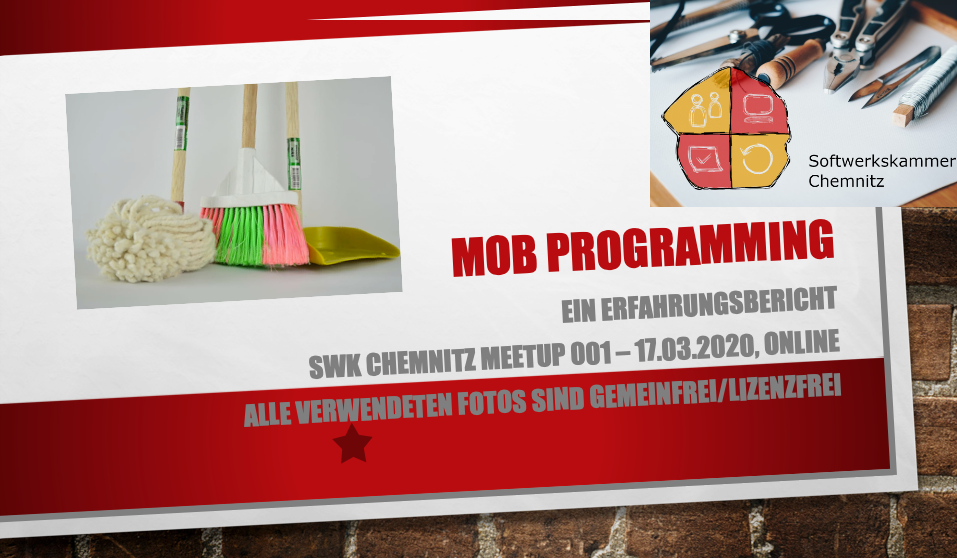 Softwerkskammer
Chemnitz
MOB PROGRAMMING
EIN ERFAHRUNGSBERICHT
SWK CHEMNITZ MEETUP 001 – 17.03.2020, ONLINE
ALLE VERWENDETEN FOTOS SIND GEMEINFREI/LIZENZFREI